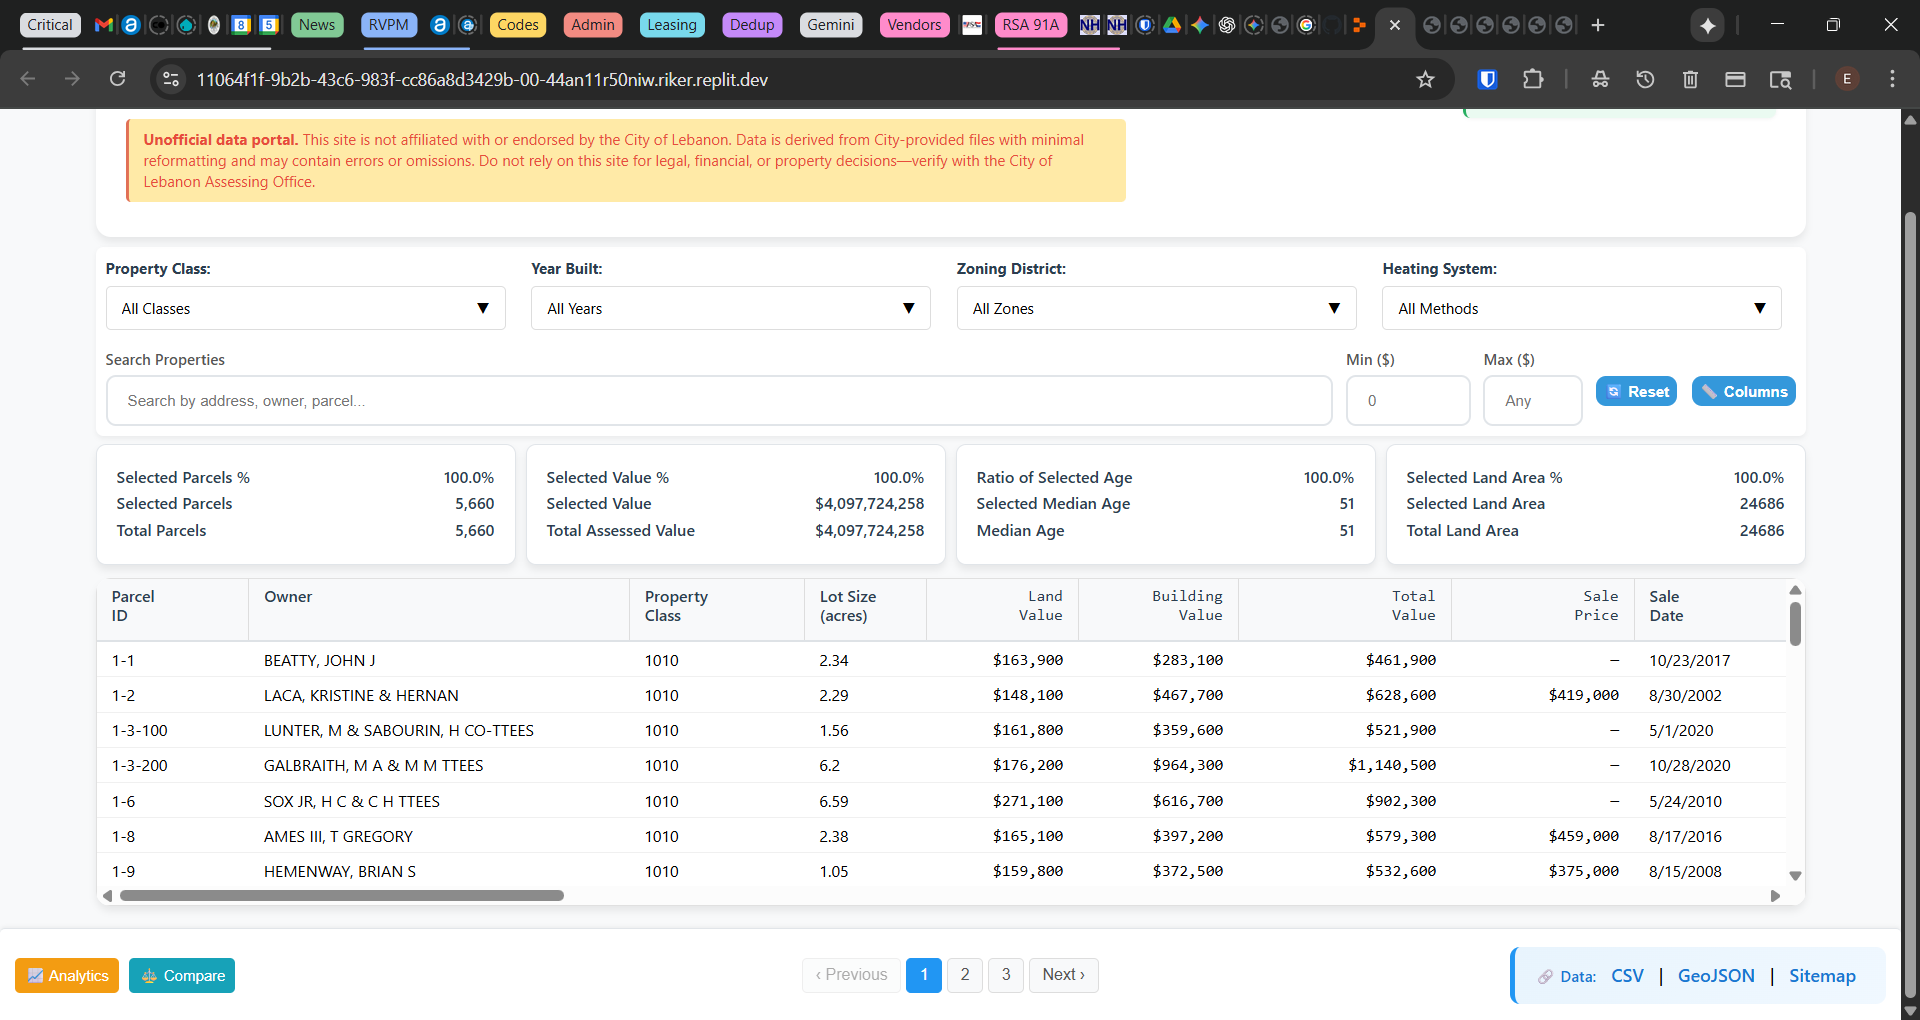 Critical
News
RVPM
Codes
Admin
Leasing
Dedup
Gemini
Vendors
RSA 91A
11064f1f-9b2b-43c6-983f-cc86a8d3429b-00-44an11r50niw.riker.replit.dev
E
Unofficial data portal. This site is not affiliated with or endorsed by the City of Lebanon. Data is derived from City-provided files with minimal
reformatting and may contain errors or omissions. Do not rely on this site for legal, financial, or property decisions—verify with the City of
Lebanon Assessing Office.
Property Class: Year Built: Zoning District: Heating System:
All Classes ▼ All Years ▼ All Zones ▼ All Methods ▼
Search Properties Min ($) Max ($)
Search by address, owner, parcel... 0 Any Reset Columns
Selected Parcels % 100.0%
Selected Parcels 5,660
Total Parcels 5,660
Selected Value % 100.0%
Selected Value $4,097,724,258
Total Assessed Value $4,097,724,258
Ratio of Selected Age 100.0%
Selected Median Age 51
Median Age 51
Selected Land Area % 100.0%
Selected Land Area 24686
Total Land Area 24686
Parcel ID Owner Property Class Lot Size (acres) Land Value Building Value Total Value Sale Price Sale Date
1-1 BEATTY, JOHN J 1010 2.34 $163,900 $283,100 $461,900 — 10/23/2017
1-2 LACA, KRISTINE & HERNAN 1010 2.29 $148,100 $467,700 $628,600 $419,000 8/30/2002
1-3-100 LUNTER, M & SABOURIN, H CO-TTEES 1010 1.56 $161,800 $359,600 $521,900 — 5/1/2020
1-3-200 GALBRAITH, M A & M M TTEES 1010 6.2 $176,200 $964,300 $1,140,500 — 10/28/2020
1-6 SOX JR, H C & C H TTEES 1010 6.59 $271,100 $616,700 $902,300 — 5/24/2010
1-8 AMES III, T GREGORY 1010 2.38 $165,100 $397,200 $579,300 $459,000 8/17/2016
1-9 HEMENWAY, BRIAN S 1010 1.05 $159,800 $372,500 $532,600 $375,000 8/15/2008
Analytics Compare ‹ Previous 1 2 3 Next › Data: CSV | GeoJSON | Sitemap